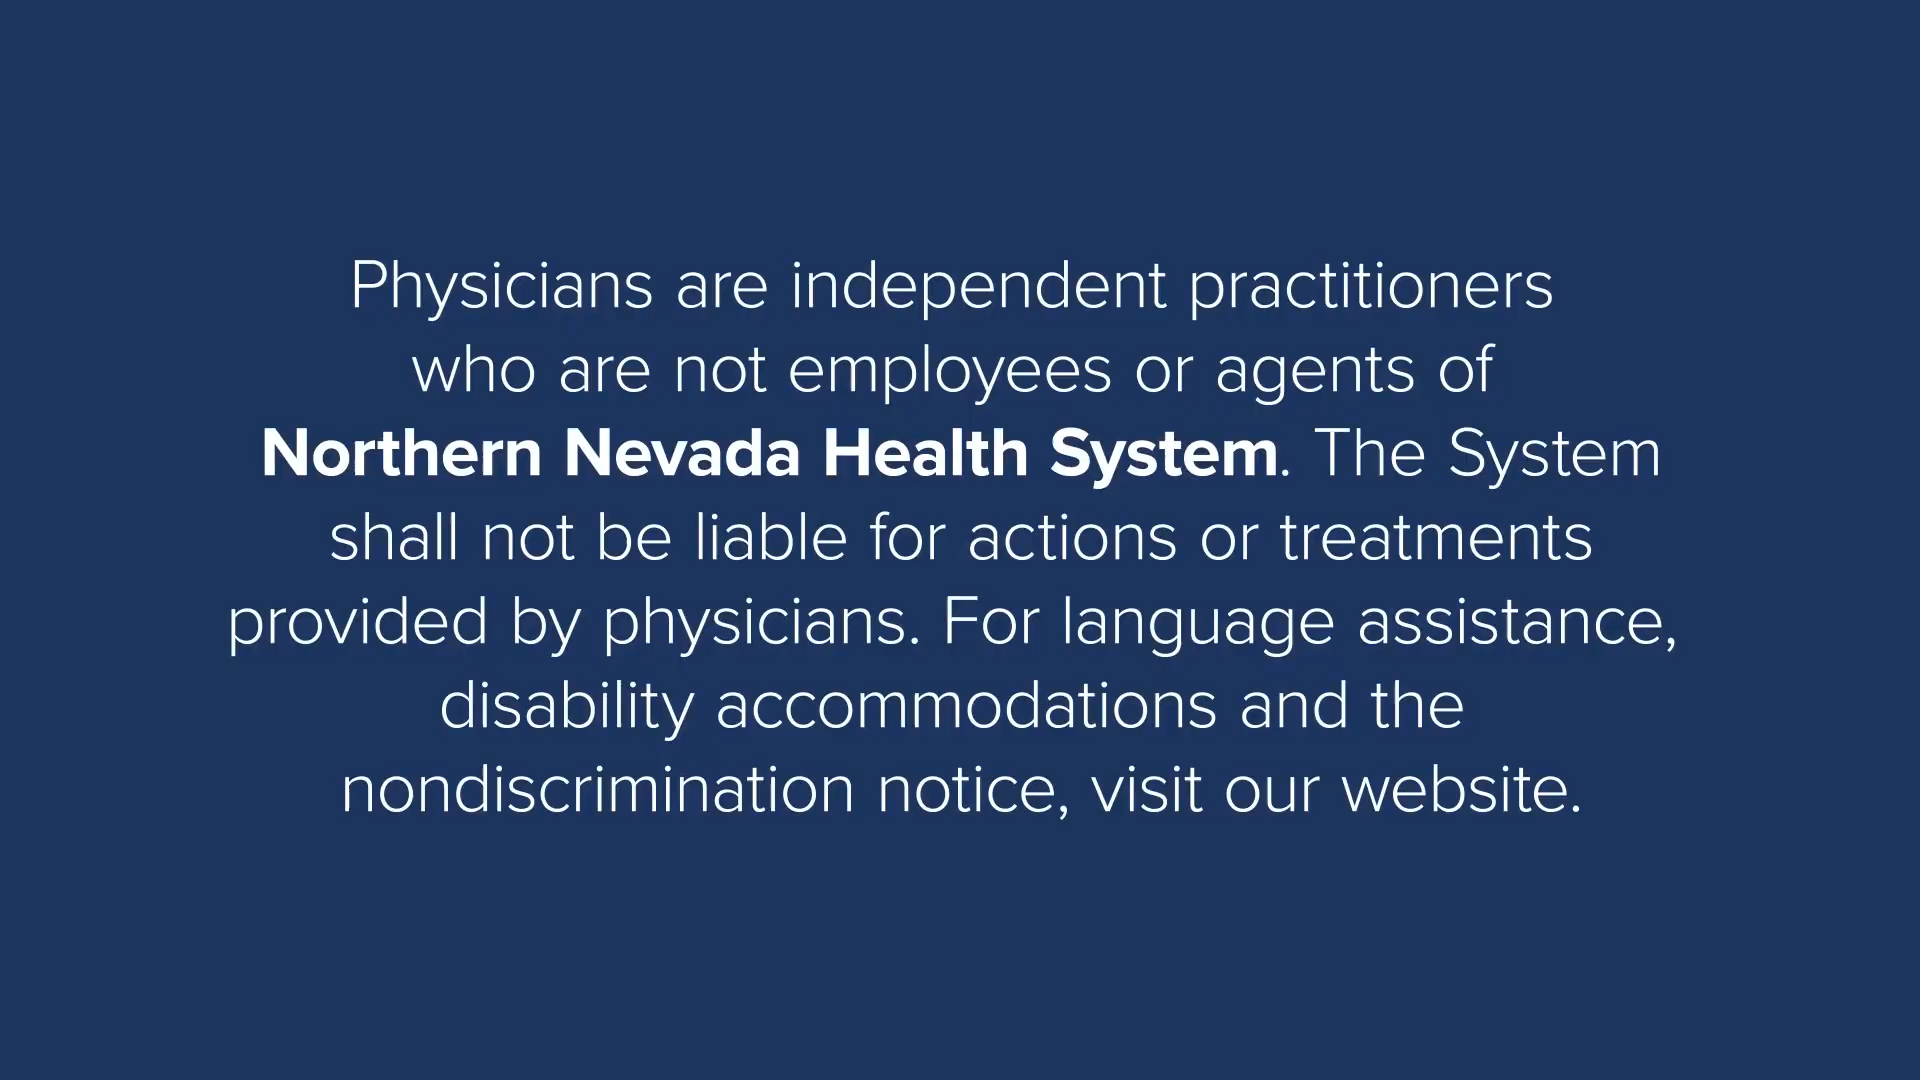 Physicians are independent practitioners
who are not employees or agents of
Northern Nevada Health System. The System
shall not be liable for actions or treatments
provided by physicians. For language assistance,
disability accommodations and the
nondiscrimination notice, visit our website.